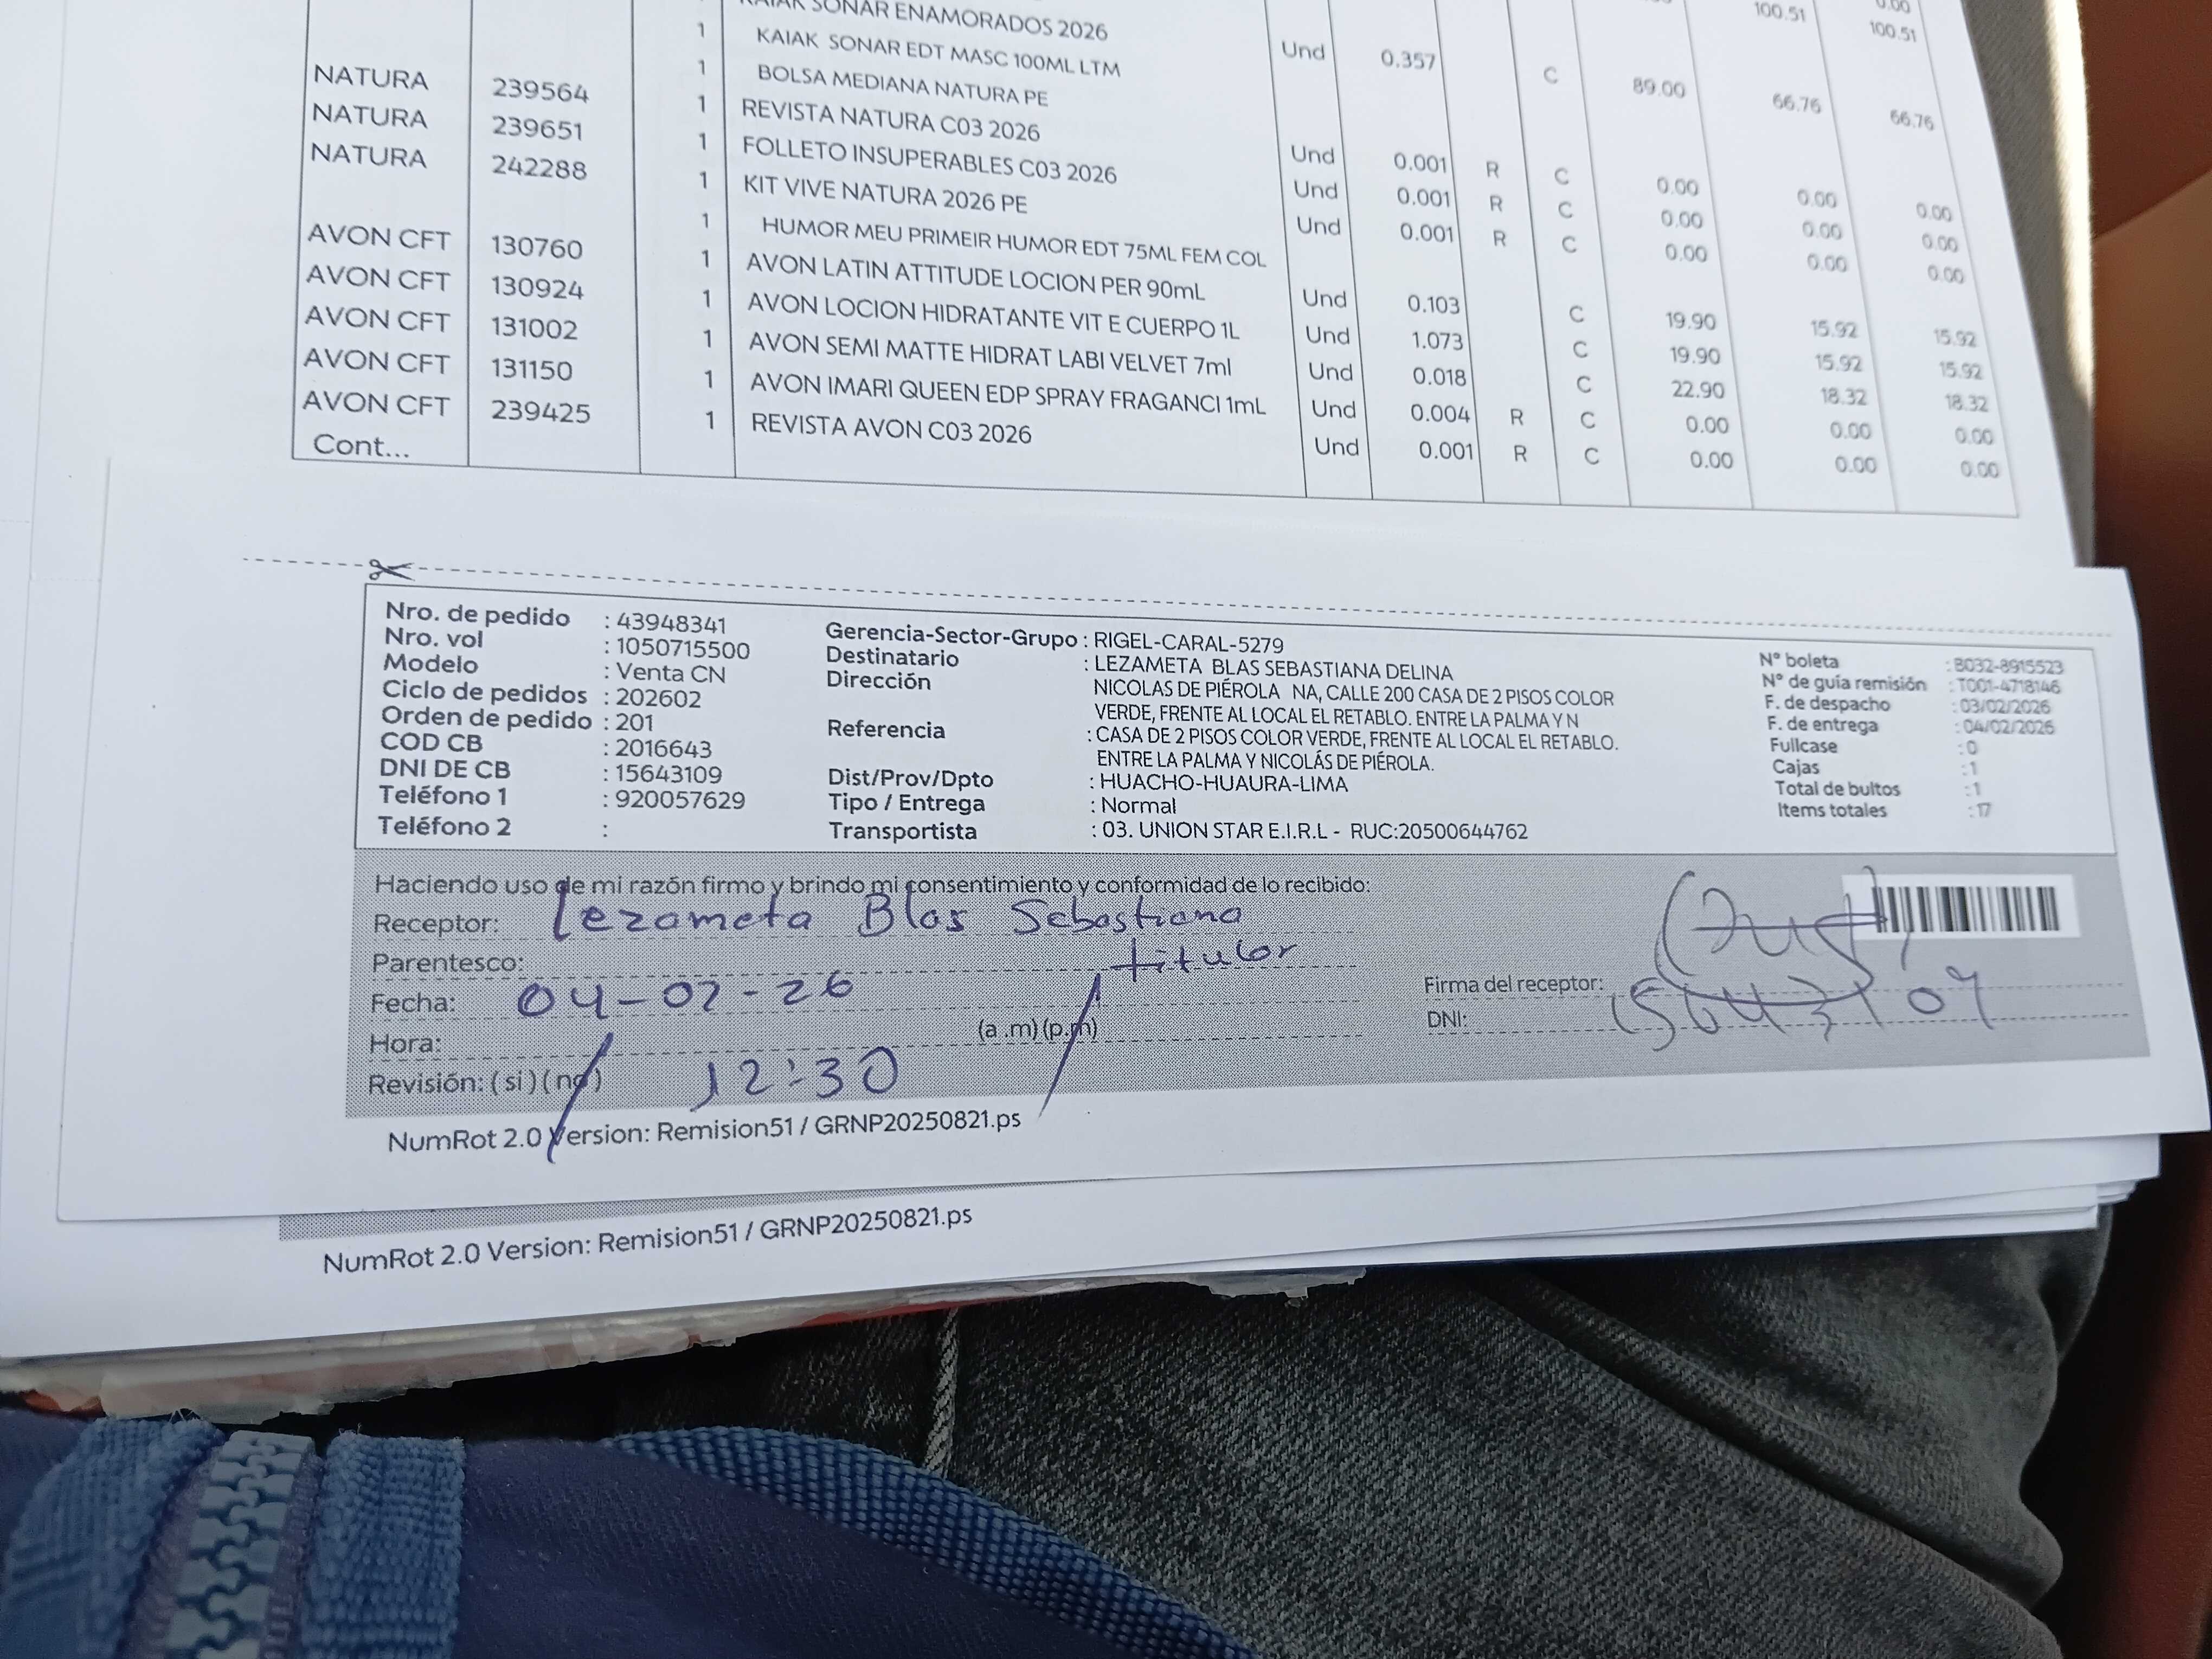 KAIAK SONAR ENAMORADOS 2026 100.51 0.00
1 KAIAK SONAR EDT MASC 100ML LTM Und 0.357 C 89.00 66.76 66.76
100.51
1 BOLSA MEDIANA NATURA PE
NATURA 239564 1 REVISTA NATURA C03 2026 Und 0.001 R C 0.00 0.00 0.00
NATURA 239651 1 FOLLETO INSUPERABLES C03 2026 Und 0.001 R C 0.00 0.00 0.00
NATURA 242288 1 KIT VIVE NATURA 2026 PE Und 0.001 R C 0.00 0.00 0.00
1 HUMOR MEU PRIMEIR HUMOR EDT 75ML FEM COL
AVON CFT 130760 1 AVON LATIN ATTITUDE LOCION PER 90mL Und 0.103 C 19.90 15.92 15.92
AVON CFT 130924 1 AVON LOCION HIDRATANTE VIT E CUERPO 1L Und 1.073 C 19.90 15.92 15.92
AVON CFT 131002 1 AVON SEMI MATTE HIDRAT LABI VELVET 7ml Und 0.018 C 22.90 18.32 18.32
AVON CFT 131150 1 AVON IMARI QUEEN EDP SPRAY FRAGANCI 1mL Und 0.004 R C 0.00 0.00 0.00
AVON CFT 239425 1 REVISTA AVON C03 2026 Und 0.001 R C 0.00 0.00 0.00
Cont...
Nro. de pedido : 43948341
Nro. vol : 1050715500
Modelo : Venta CN
Ciclo de pedidos : 202602
Orden de pedido : 201
COD CB : 2016643
DNI DE CB : 15643109
Teléfono 1 : 920057629
Teléfono 2 :
Gerencia-Sector-Grupo : RIGEL-CARAL-5279
Destinatario : LEZAMETA BLAS SEBASTIANA DELINA
Dirección NICOLAS DE PIÉROLA NA, CALLE 200 CASA DE 2 PISOS COLOR
VERDE, FRENTE AL LOCAL EL RETABLO. ENTRE LA PALMA Y N
Referencia : CASA DE 2 PISOS COLOR VERDE, FRENTE AL LOCAL EL RETABLO.
ENTRE LA PALMA Y NICOLÁS DE PIÉROLA.
Dist/Prov/Dpto : HUACHO-HUAURA-LIMA
Tipo / Entrega : Normal
Transportista : 03. UNION STAR E.I.R.L - RUC:20500644762
N° boleta : B032-8915523
N° de guía remisión : T001-4718146
F. de despacho : 03/02/2026
F. de entrega : 04/02/2026
Fullcase : 0
Cajas : 1
Total de bultos : 1
Items totales : 17
Haciendo uso de mi razón firmo y brindo mi consentimiento y conformidad de lo recibido:
Receptor: Lezameta Blas Sebastiana
Parentesco: titular
Fecha: 04-02-26
Hora: (a .m) (p.m)
Revisión: (si) (no) 12:30
Firma del receptor:
DNI: 15643109
NumRot 2.0 Version: Remision51 / GRNP20250821.ps
NumRot 2.0 Version: Remision51 / GRNP20250821.ps